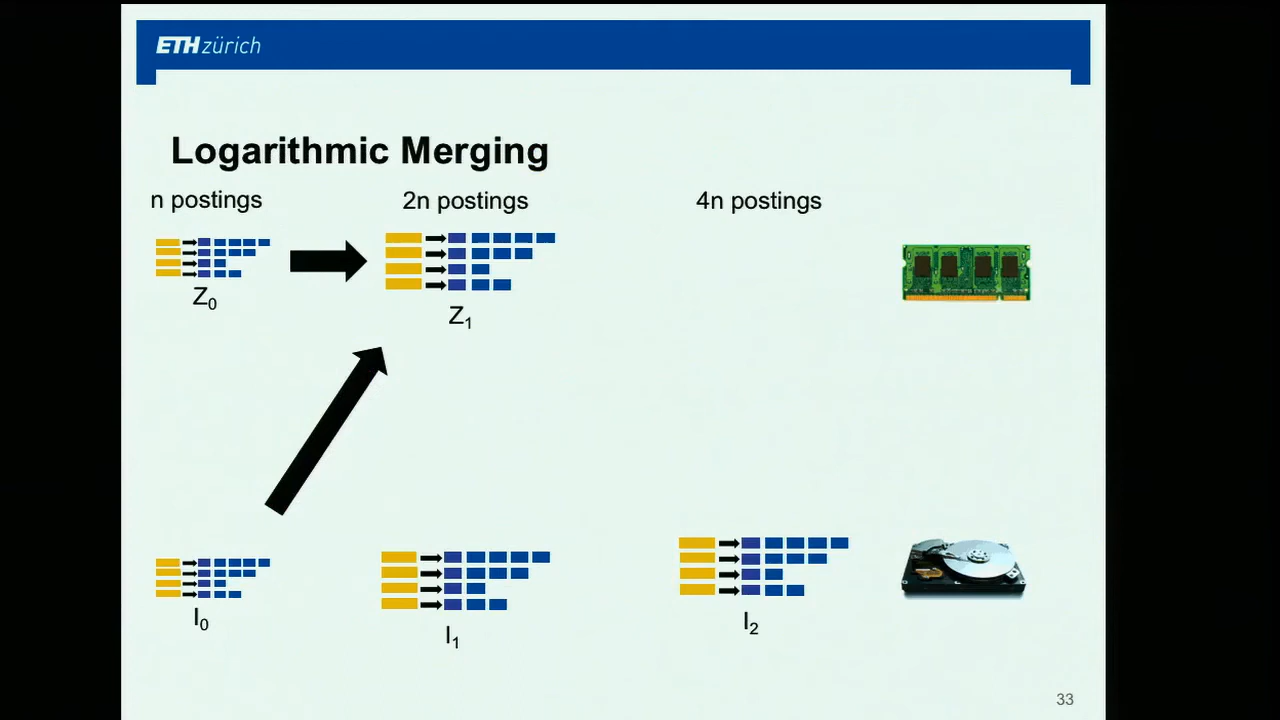 ETH zürich
Logarithmic Merging
n postings
2n postings
4n postings
Z0
Z1
I0
I1
I2
33